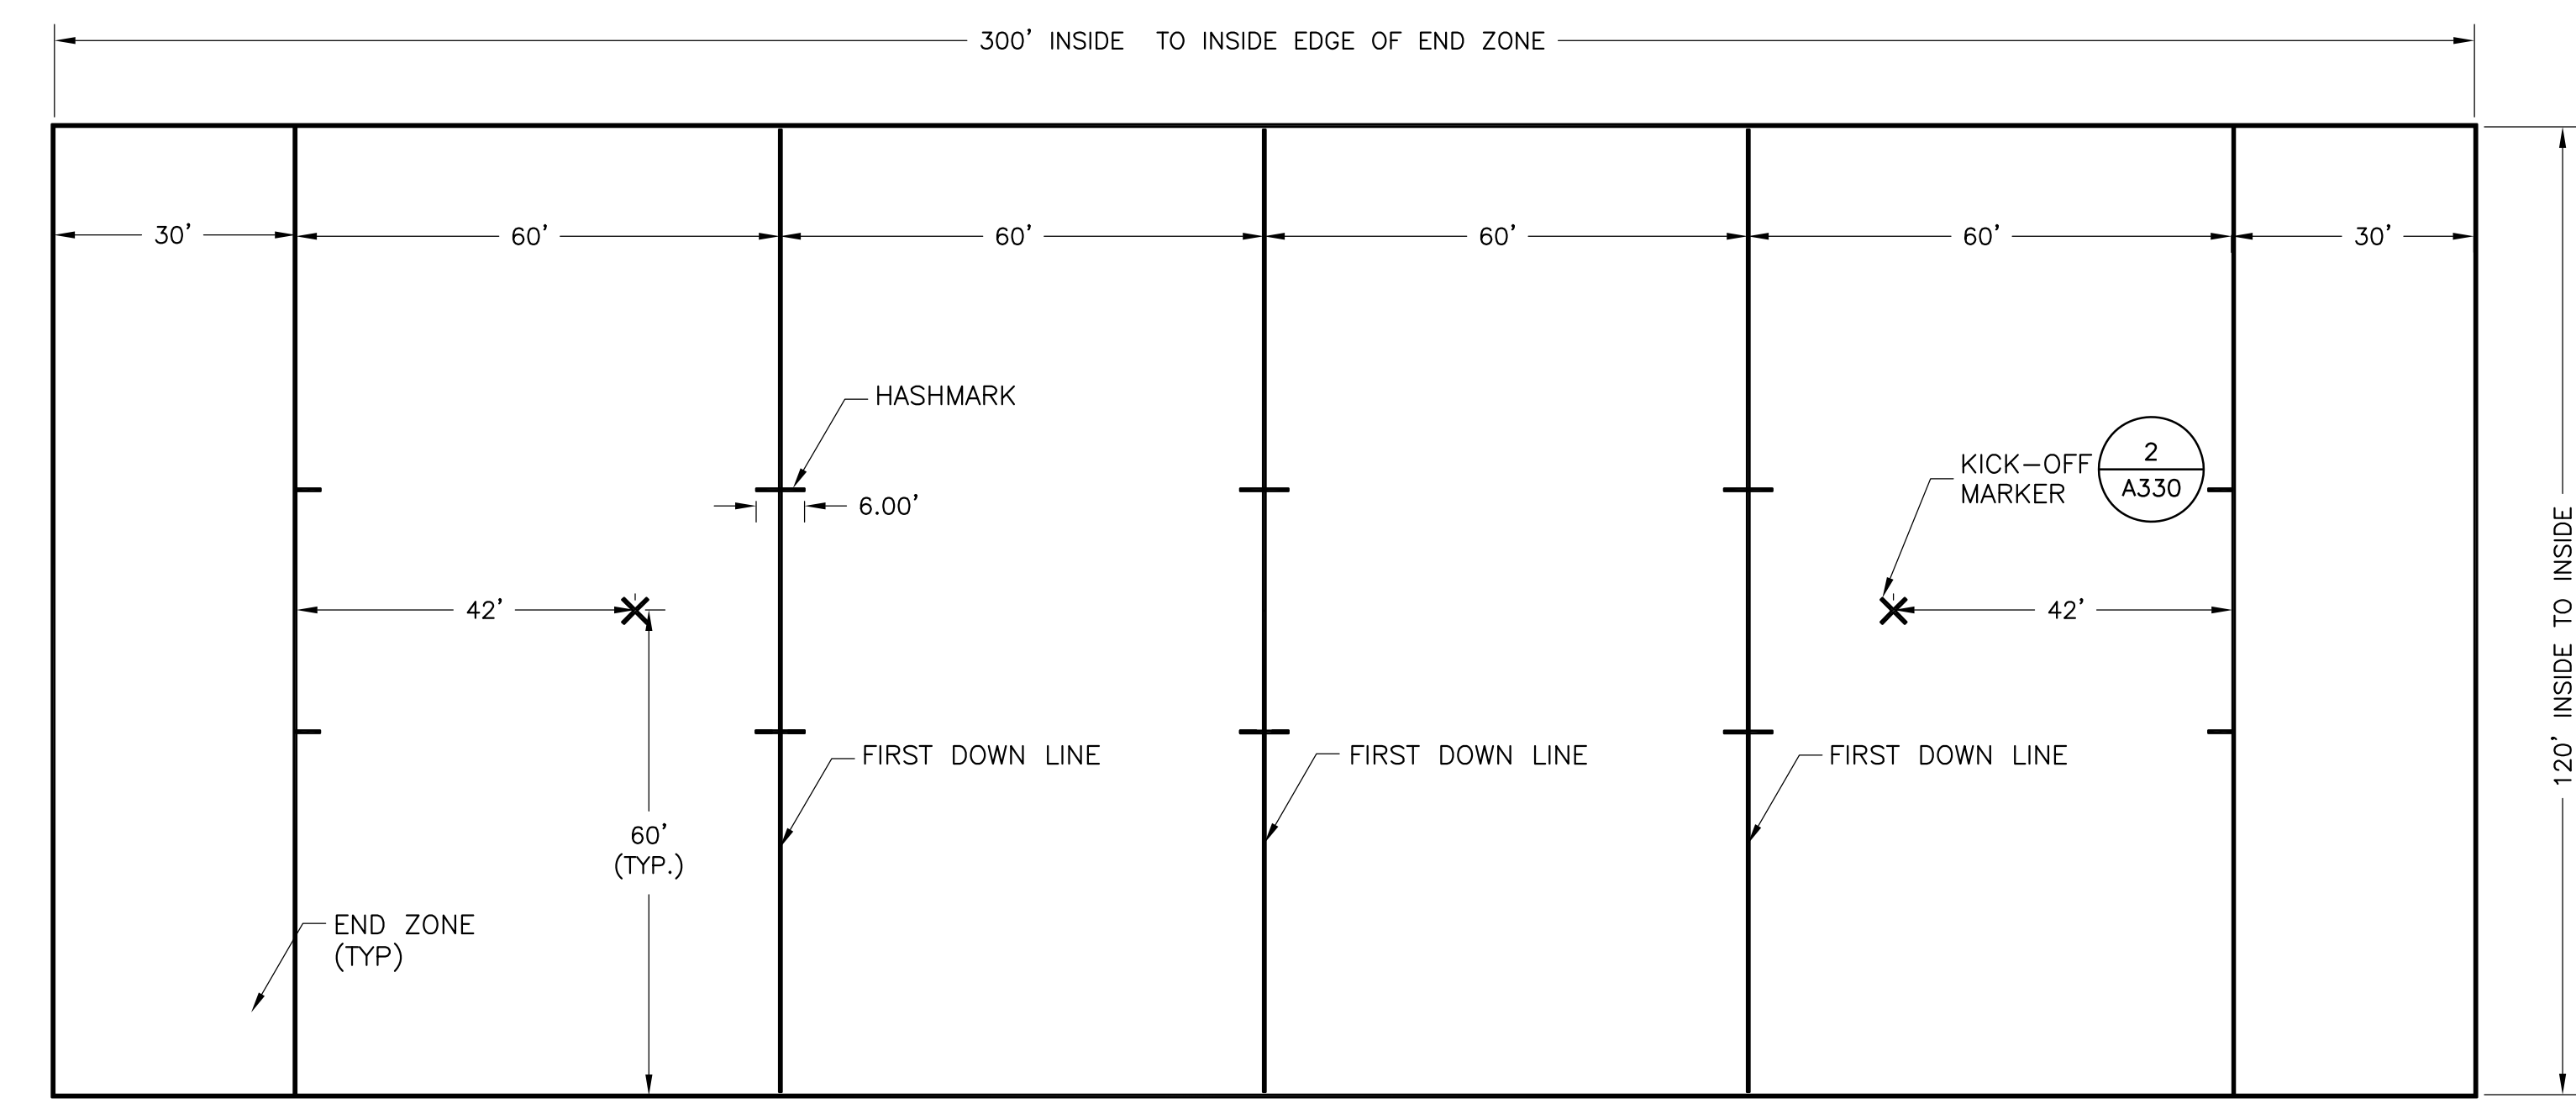 300' INSIDE TO INSIDE EDGE OF END ZONE
30'
60'
60'
60'
60'
30'
HASHMARK
6.00'
KICK-OFF
MARKER
2
A330
42'
42'
120' INSIDE TO INSIDE
FIRST DOWN LINE
FIRST DOWN LINE
FIRST DOWN LINE
60'
(TYP.)
END ZONE
(TYP)